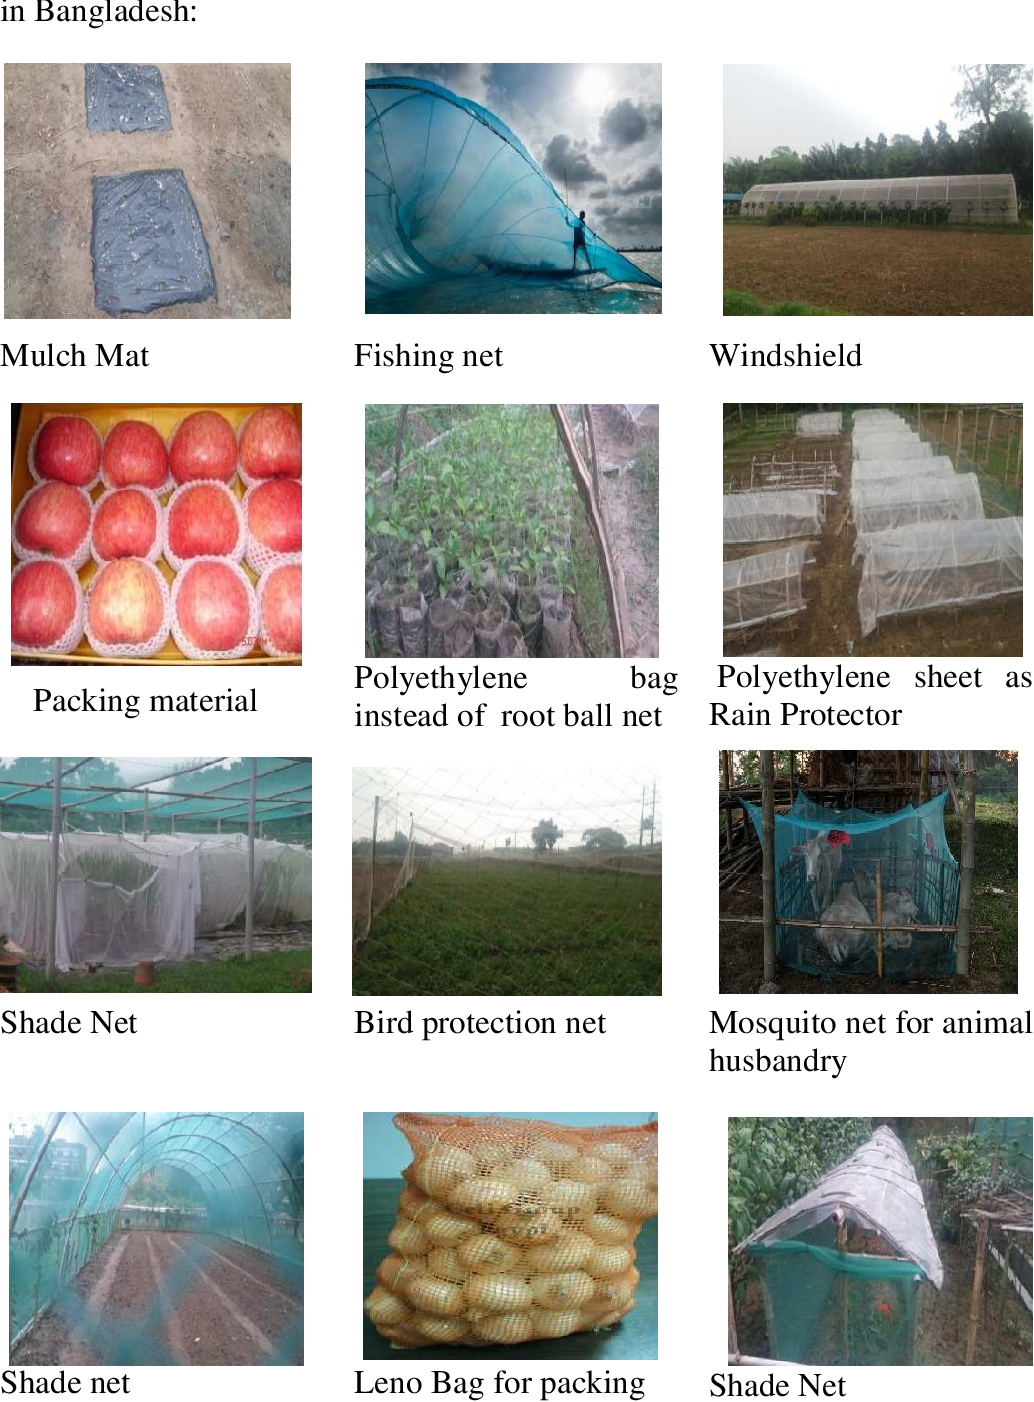 in Bangladesh:
Mulch Mat
Fishing net
Windshield
Packing material
Polyethylene bag
instead of root ball net
Polyethylene sheet as
Rain Protector
Shade Net
Bird protection net
Mosquito net for animal
husbandry
Shade net
Leno Bag for packing
Shade Net